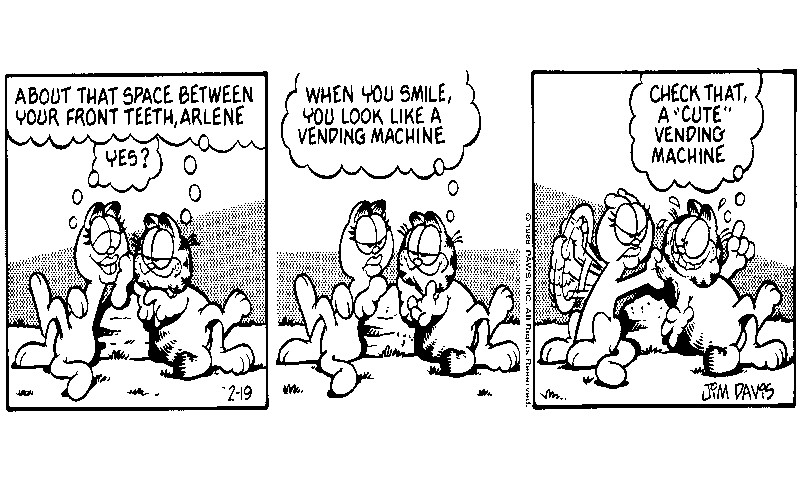 ABOUT THAT SPACE BETWEEN
YOUR FRONT TEETH, ARLENE
YES?
2-19
WHEN YOU SMILE,
YOU LOOK LIKE A
VENDING MACHINE
CHECK THAT,
A "CUTE"
VENDING
MACHINE
JIM DAVIS